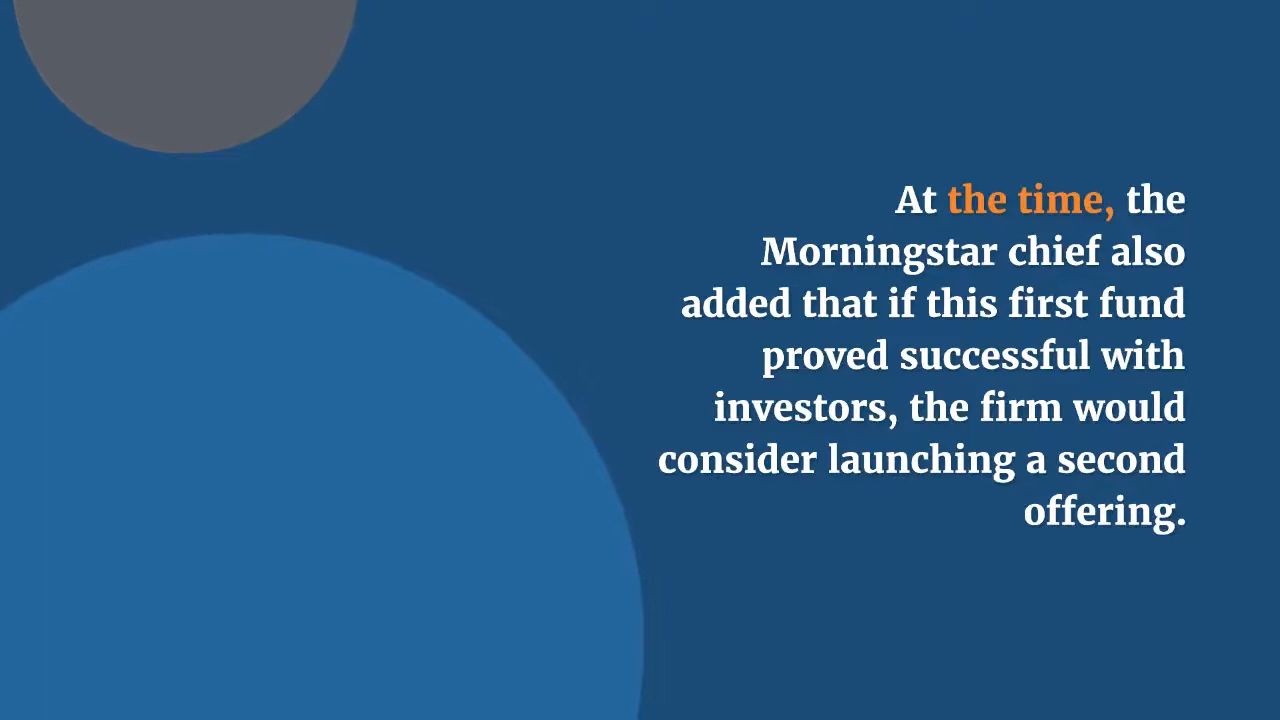 At the time, the
Morningstar chief also
added that if this first fund
proved successful with
investors, the firm would
consider launching a second
offering.